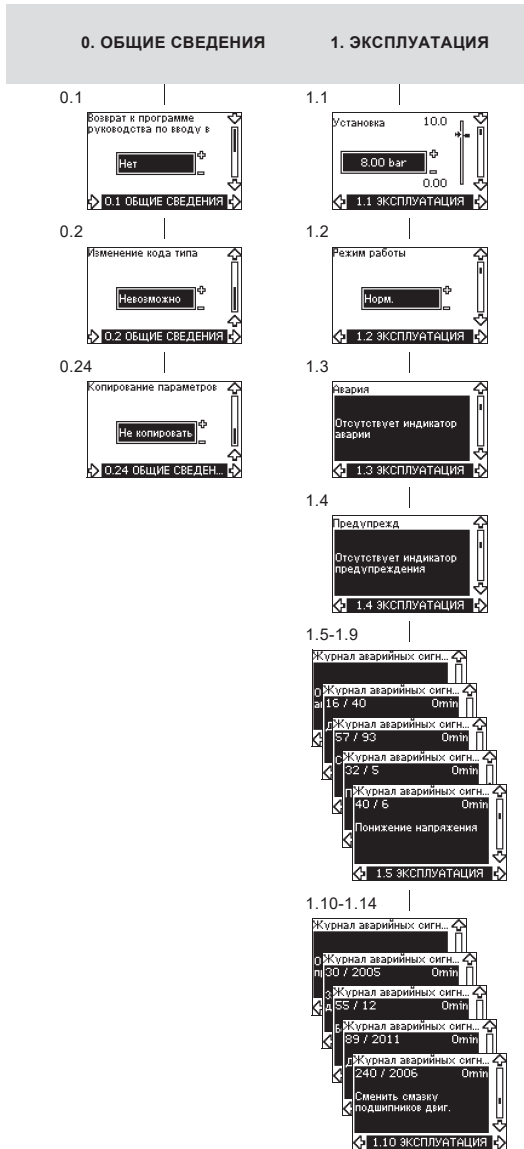 0. ОБЩИЕ СВЕДЕНИЯ
1. ЭКСПЛУАТАЦИЯ
0.1
Возврат к программе
руководства по вводу в
Нет
0.1 ОБЩИЕ СВЕДЕНИЯ
0.2
Изменение кода типа
Невозможно
0.2 ОБЩИЕ СВЕДЕНИЯ
0.24
Копирование параметров
Не копировать
0.24 ОБЩИЕ СВЕДЕН...
1.1
Установка 10.0
8.00 bar
0.00
1.1 ЭКСПЛУАТАЦИЯ
1.2
Режим работы
Норм.
1.2 ЭКСПЛУАТАЦИЯ
1.3
Авария
Отсутствует индикатор
аварии
1.3 ЭКСПЛУАТАЦИЯ
1.4
Предупрежд
Отсутствует индикатор
предупреждения
1.4 ЭКСПЛУАТАЦИЯ
1.5-1.9
Журнал аварийных сигн...
Журнал аварийных сигн...
16 / 40 0min
Журнал аварийных сигн...
57 / 93 0min
Журнал аварийных сигн...
32 / 5 0min
Журнал аварийных сигн...
40 / 6 0min
Понижение напряжения
1.5 ЭКСПЛУАТАЦИЯ
1.10-1.14
Журнал аварийных сигн...
Журнал аварийных сигн...
30 / 2005 0min
Журнал аварийных сигн...
55 / 12 0min
Журнал аварийных сигн...
89 / 2011 0min
Журнал аварийных сигн...
240 / 2006 0min
Сменить смазку
подшипников двиг.
1.10 ЭКСПЛУАТАЦИЯ